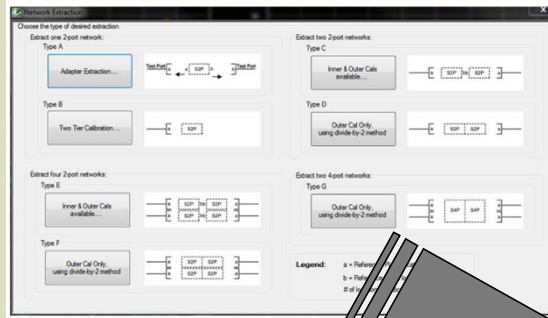 Network Extraction
Choose the type of desired extraction
Extract one 2-port network:
Type A
Adapter Extraction....
Test Port
a
a
S2P
b
b
Test Port
Type B
Two Tier Calibration....
a
S2P
Extract two 2-port networks:
Type C
Inner & Outer Cals
available....
a
S2P
S2P
a
Type D
Outer Cal Only,
using divide-by-2 method
a
S2P
S2P
a
Extract four 2-port networks:
Type E
Inner & Outer Cals
available....
S2P
S2P
S2P
S2P
Type F
Outer Cal Only,
using divide-by-2 method
S2P
S2P
S2P
S2P
Extract two 4-port networks:
Type G
Outer Cal Only,
using divide-by-2 method
S4P
S4P
Legend:
a =
b =
# of